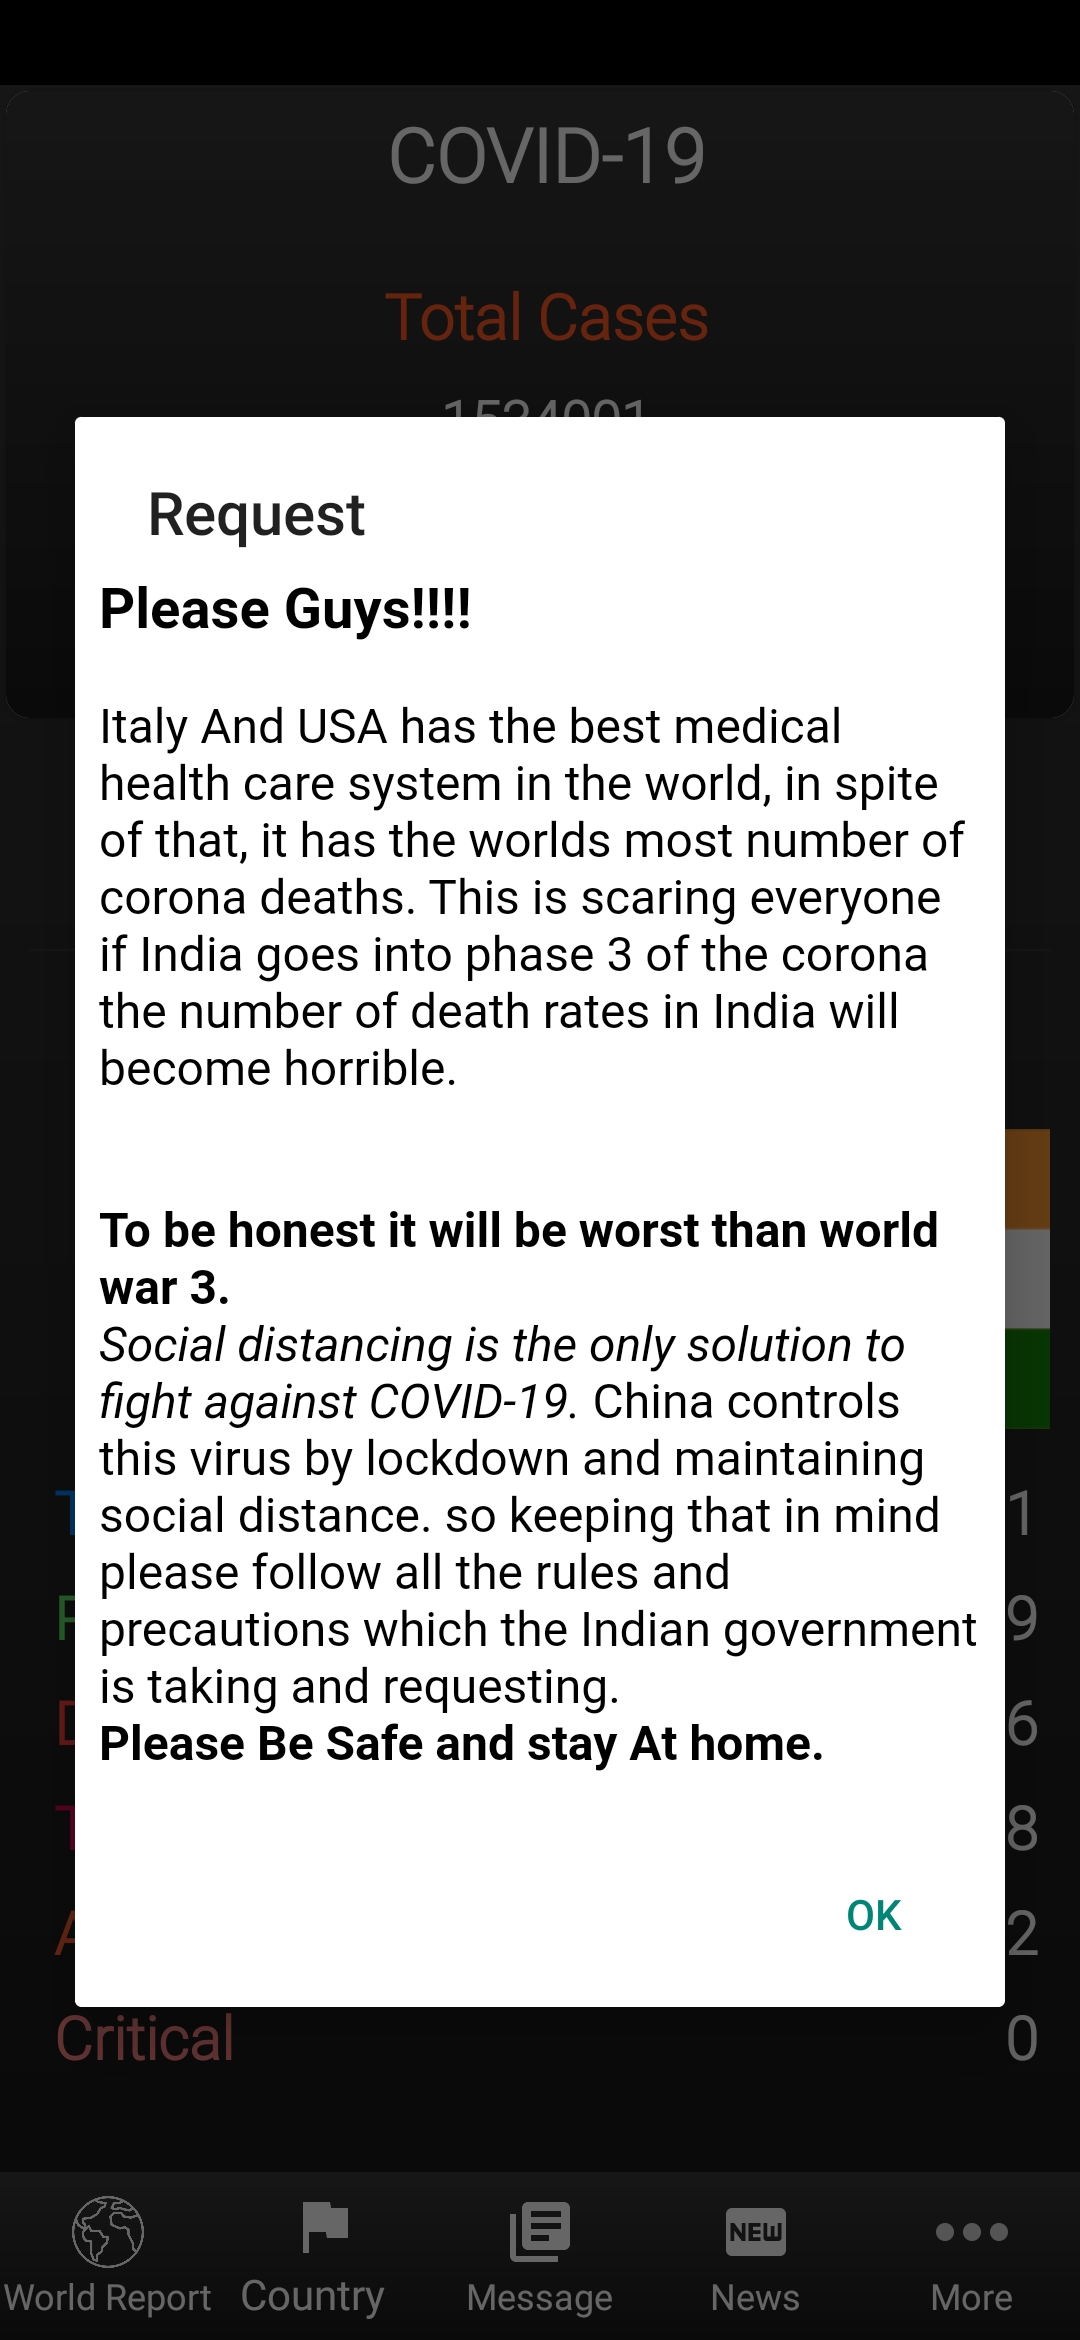 COVID-19
Total Cases
Request
Please Guys!!!!
Italy And USA has the best medical
health care system in the world, in spite
of that, it has the worlds most number of
corona deaths. This is scaring everyone
if India goes into phase 3 of the corona
the number of death rates in India will
become horrible.
To be honest it will be worst than world
war 3.
Social distancing is the only solution to
fight against COVID-19. China controls
this virus by lockdown and maintaining
social distance. so keeping that in mind
please follow all the rules and
precautions which the Indian government
is taking and requesting.
Please Be Safe and stay At home.
OK
1
9
6
8
2
Critical 0
NEW
World Report Country Message News More